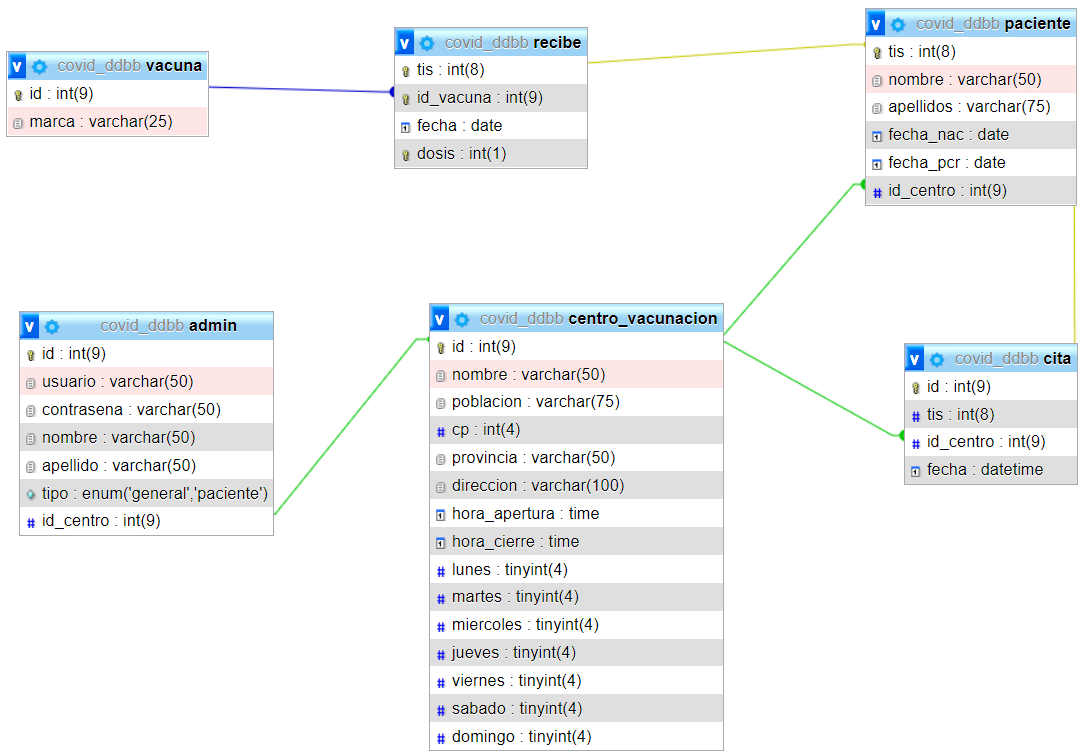 v covid_ddbb vacuna
id : int(9)
marca : varchar(25)
v covid_ddbb recibe
tis : int(8)
id_vacuna : int(9)
fecha : date
dosis : int(1)
v covid_ddbb paciente
tis : int(8)
nombre : varchar(50)
apellidos : varchar(75)
fecha_nac : date
fecha_pcr : date
# id_centro : int(9)
v covid_ddbb admin
id : int(9)
usuario : varchar(50)
contrasena : varchar(50)
nombre : varchar(50)
apellido : varchar(50)
tipo : enum('general','paciente')
# id_centro : int(9)
v covid_ddbb centro_vacunacion
id : int(9)
nombre : varchar(50)
poblacion : varchar(75)
# cp : int(4)
provincia : varchar(50)
direccion : varchar(100)
hora_apertura : time
hora_cierre : time
# lunes : tinyint(4)
# martes : tinyint(4)
# miercoles : tinyint(4)
# jueves : tinyint(4)
# viernes : tinyint(4)
# sabado : tinyint(4)
# domingo : tinyint(4)
v covid_ddbb cita
id : int(9)
# tis : int(8)
# id_centro : int(9)
fecha : datetime